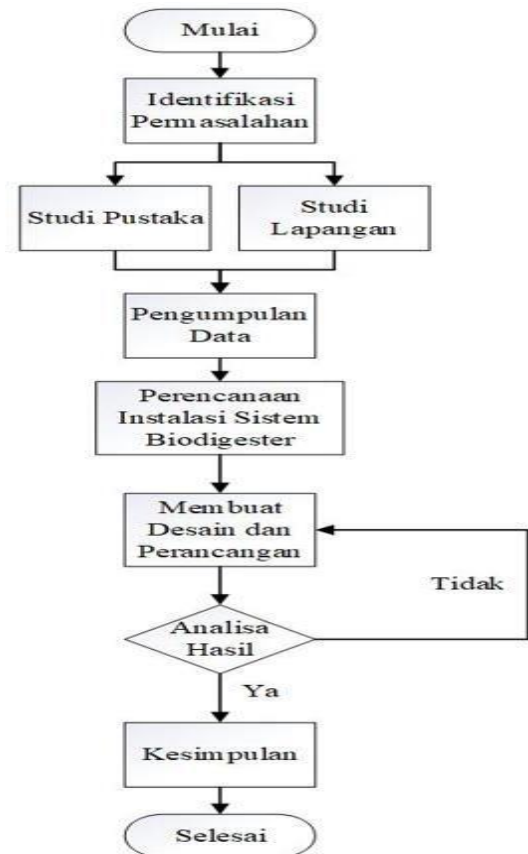 Mulai
Identifikasi
Permasalahan
Studi Pustaka
Studi
Lapangan
Pengumpulan
Data
Perencanaan
Instalasi Sistem
Biodigester
Membuat
Desain dan
Perancangan
Tidak
Analisa
Hasil
Ya
Kesimpulan
Selesai